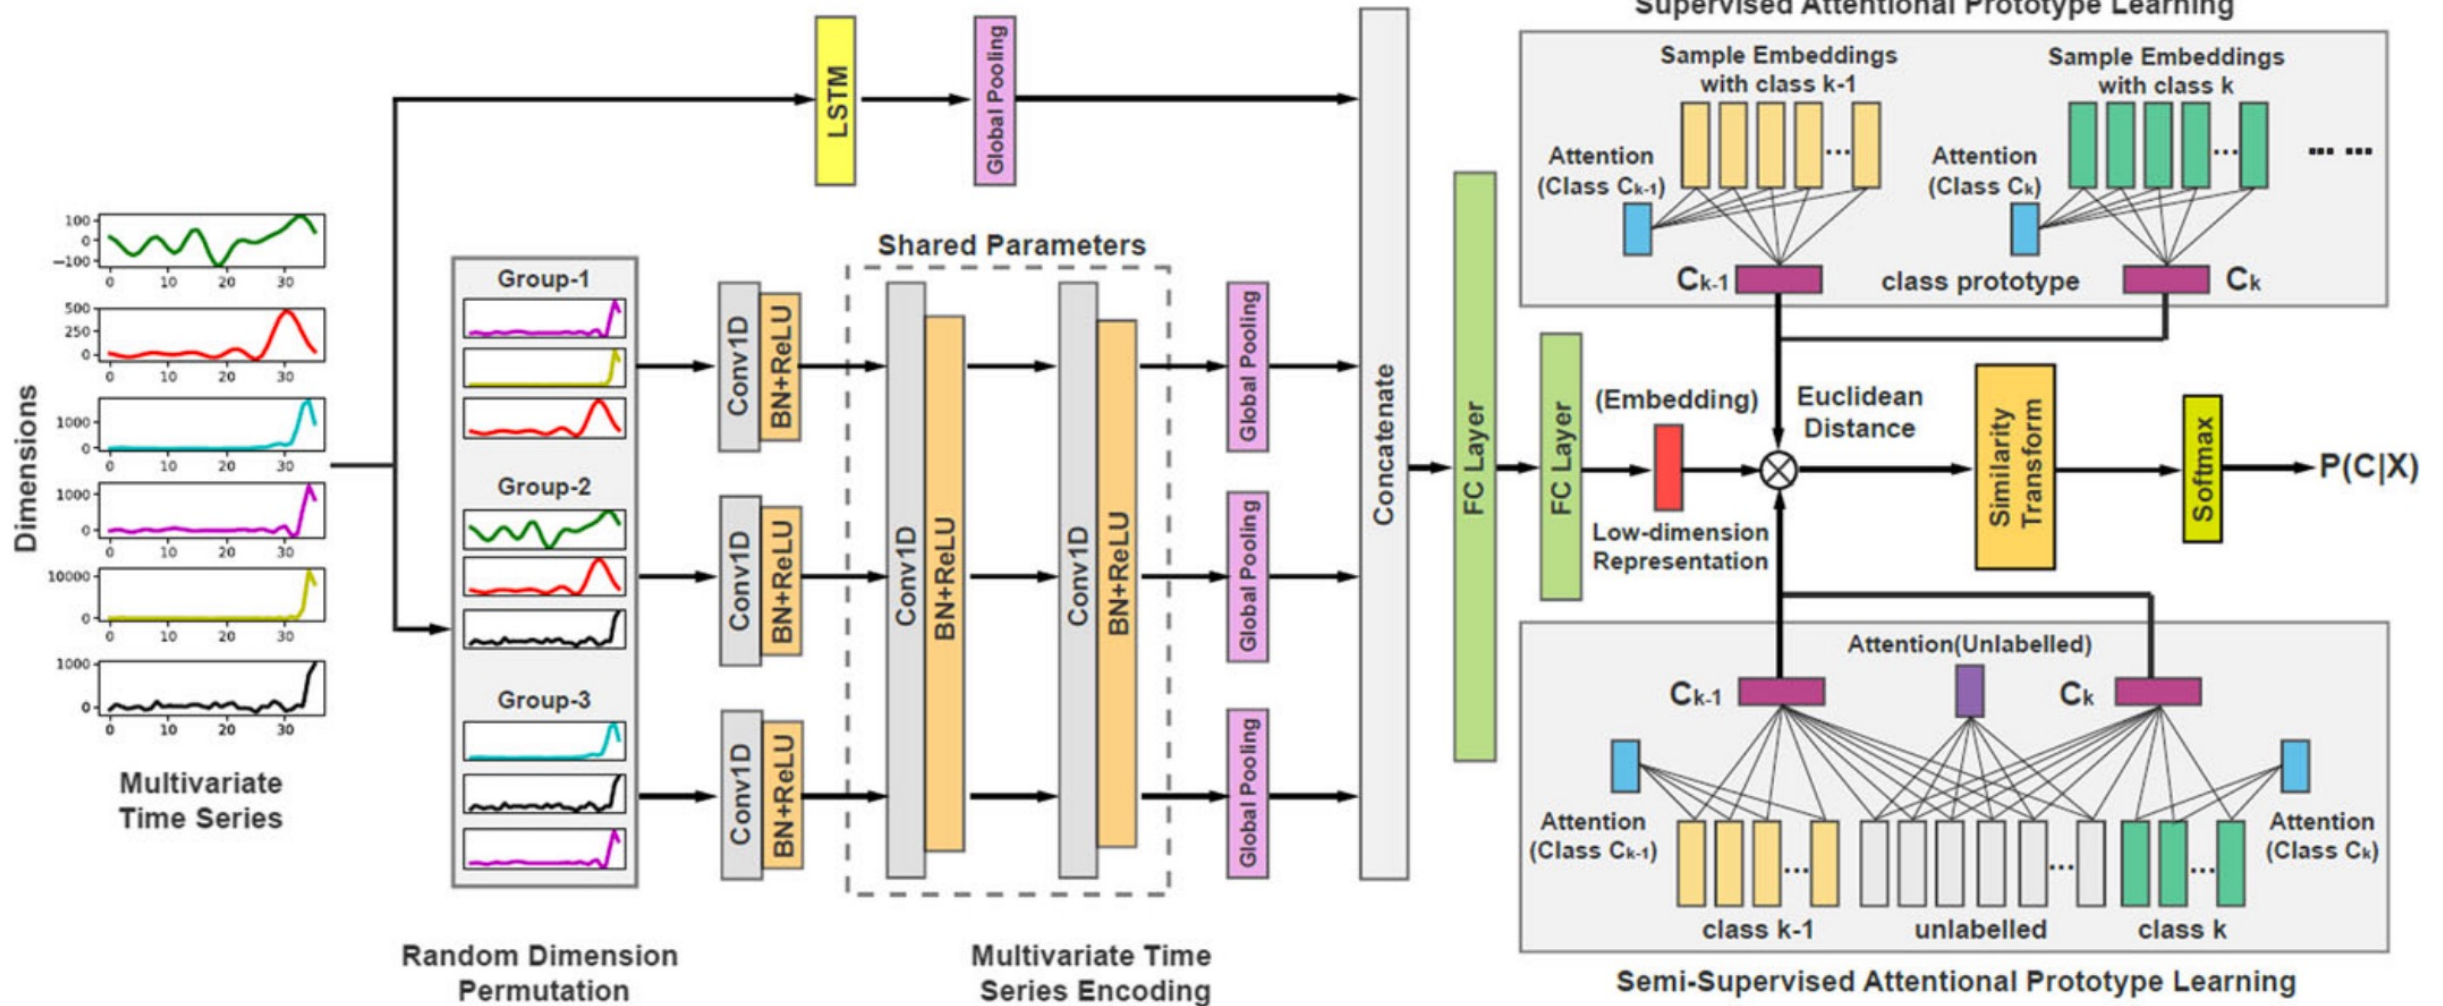 Supervised Attentional Prototype Learning
Dimensions
100
0
−100
0 10 20 30
500
250
0
0 10 20 30
1000
0
0 10 20 30
1000
0
0 10 20 30
10000
0
0 10 20 30
1000
0
0 10 20 30
Multivariate
Time Series
Group-1
Group-2
Group-3
Random Dimension
Permutation
LSTM
Global Pooling
Shared Parameters
Conv1D
BN+ReLU
Conv1D
BN+ReLU
Conv1D
BN+ReLU
Conv1D
BN+ReLU
Conv1D
BN+ReLU
Global Pooling
Global Pooling
Global Pooling
Multivariate Time
Series Encoding
Concatenate
FC Layer
FC Layer
Sample Embeddings
with class k-1
Attention
(Class Ck-1)
...
Ck-1
class prototype
Sample Embeddings
with class k
Attention
(Class Ck)
...
Ck
... ...
(Embedding)
Low-dimension
Representation
Euclidean
Distance
Similarity
Transform
Softmax
P(C|X)
Attention(Unlabelled)
Ck-1
Ck
Attention
(Class Ck-1)
...
...
...
Attention
(Class Ck)
class k-1
unlabelled
class k
Semi-Supervised Attentional Prototype Learning